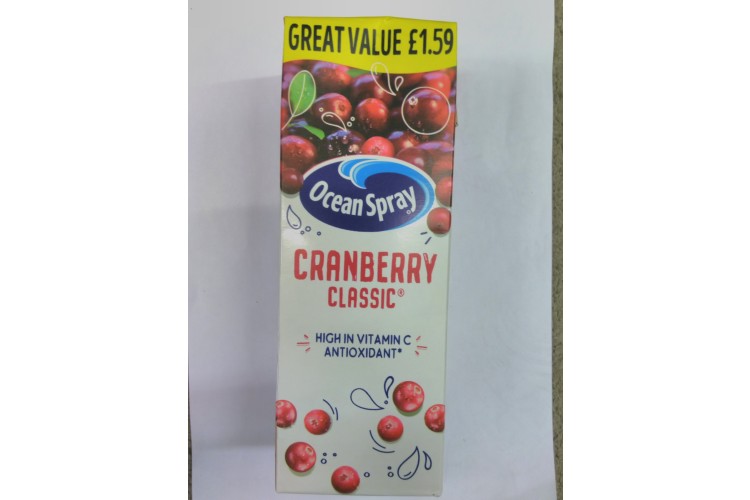 GREAT VALUE £1.59
Ocean Spray
CRANBERRY
CLASSIC®
HIGH IN VITAMIN C
ANTIOXIDANT*